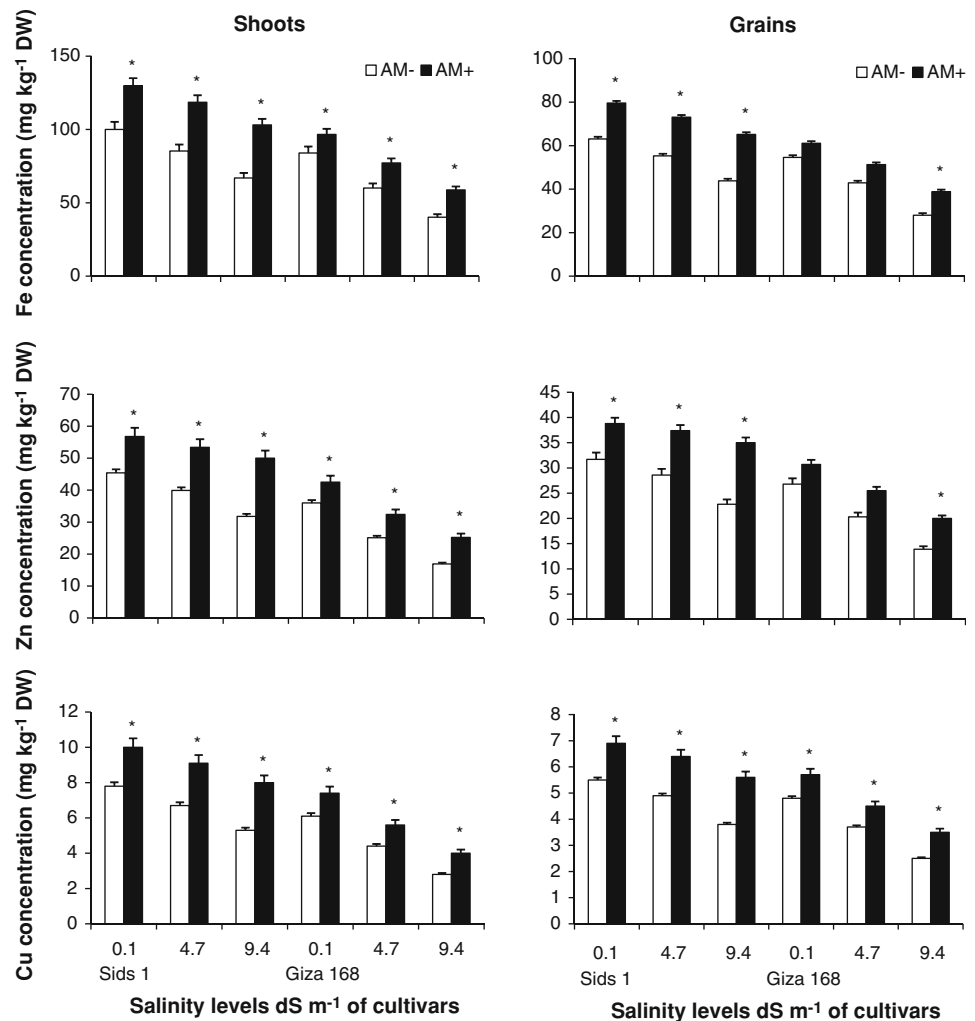 Shoots
Grains
Fe concentration (mg kg-1 DW)
150
100
50
0
AM- AM+
* * * * * *
100
80
60
40
20
0
AM- AM+
* * * *
Zn concentration (mg kg-1 DW)
70
60
50
40
30
20
10
0
* * * * * *
45
40
35
30
25
20
15
10
5
0
* * * *
Cu concentration (mg kg-1 DW)
12
10
8
6
4
2
0
* * * * * *
0.1 4.7 9.4 0.1 4.7 9.4
Sids 1 Giza 168
Salinity levels dS m-1 of cultivars
8
7
6
5
4
3
2
1
0
* * * * * *
0.1 4.7 9.4 0.1 4.7 9.4
Sids 1 Giza 168
Salinity levels dS m-1 of cultivars